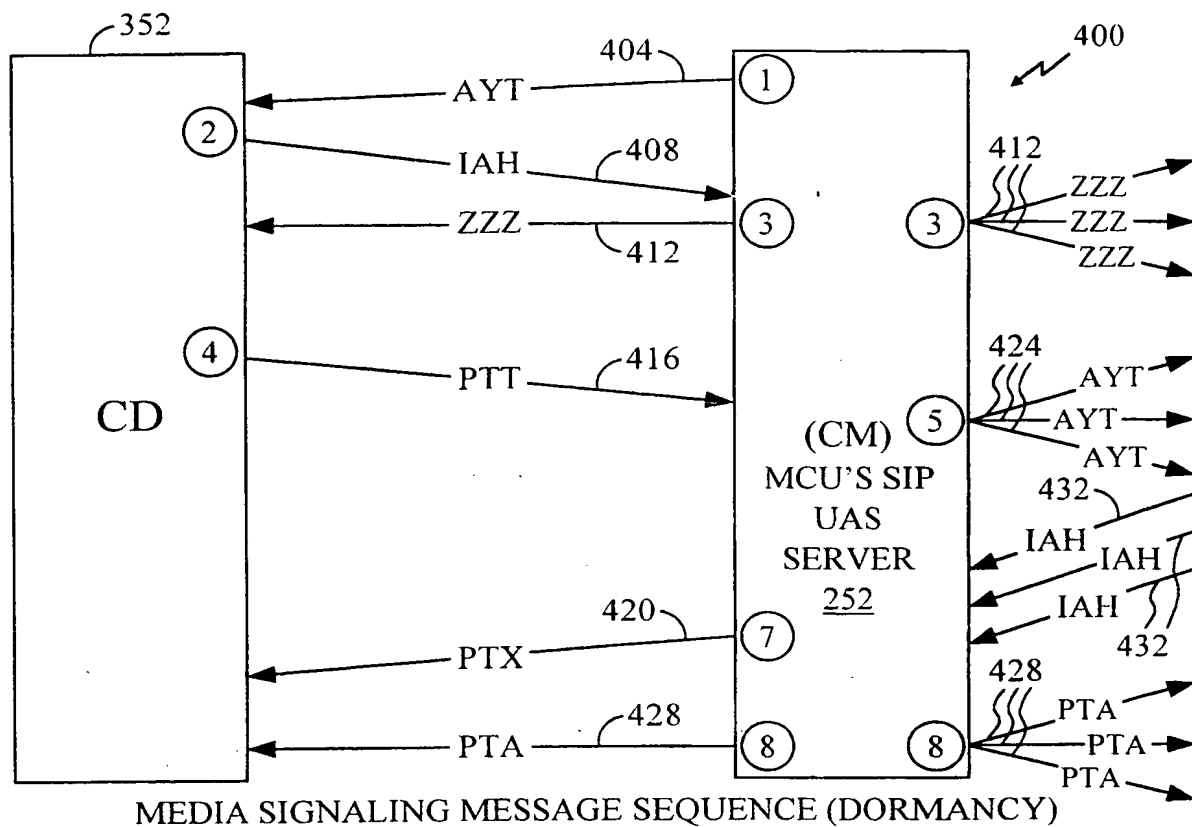 352
404
400
AYT
1
2
IAH
408
412
ZZZ
ZZZ
ZZZ
ZZZ
3
3
412
4
PTT
416
424
AYT
AYT
AYT
5
CD
(CM)
MCU'S SIP
UAS
SERVER
252
432
IAH
IAH
IAH
432
420
PTX
7
428
PTA
8
8
428
PTA
PTA
PTA
MEDIA SIGNALING MESSAGE SEQUENCE (DORMANCY)